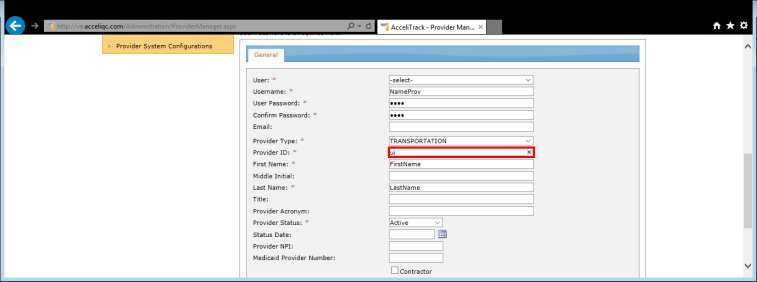 http://ve.acceliqc.com/Administration/ProviderManager.aspx
AcceliTrack - Provider Man...
Provider System Configurations
General
User: * -select-
Username: * NameProv
User Password: * ••••
Confirm Password: * ••••
Email:
Provider Type: * TRANSPORTATION
Provider ID: *
First Name: * FirstName
Middle Initial:
Last Name: * LastName
Title:
Provider Acronym:
Provider Status: * Active
Status Date:
Provider NPI:
Medicaid Provider Number:
Contractor